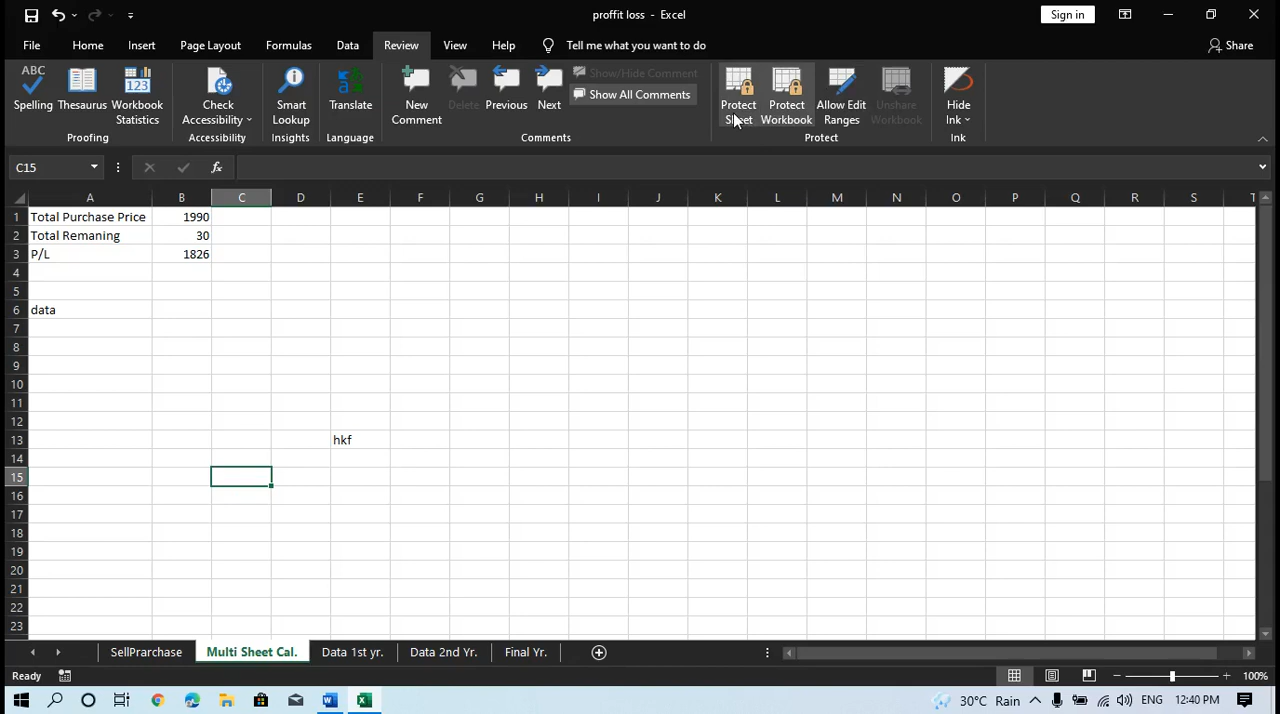 proffit loss - Excel
Sign in
File Home Insert Page Layout Formulas Data Review View Help Tell me what you want to do Share
ABC
123
Spelling Thesaurus Workbook Statistics
Check Accessibility
Smart Lookup
Translate
New Comment
Delete Previous Next
Show/Hide Comment
Show All Comments
Protect Sheet
Protect Workbook
Allow Edit Ranges
Unshare Workbook
Hide Ink
Proofing Accessibility Insights Language Comments Protect Ink
C15 fx
A B C D E F G H I J K L M N O P Q R S T
1 Total Purchase Price 1990
2 Total Remaning 30
3 P/L 1826
4
5
6 data
7
8
9
10
11
12
13 hkf
14
15
16
17
18
19
20
21
22
23
SellPrarchase Multi Sheet Cal. Data 1st yr. Data 2nd Yr. Final Yr.
Ready 100%
30°C Rain ENG 12:40 PM